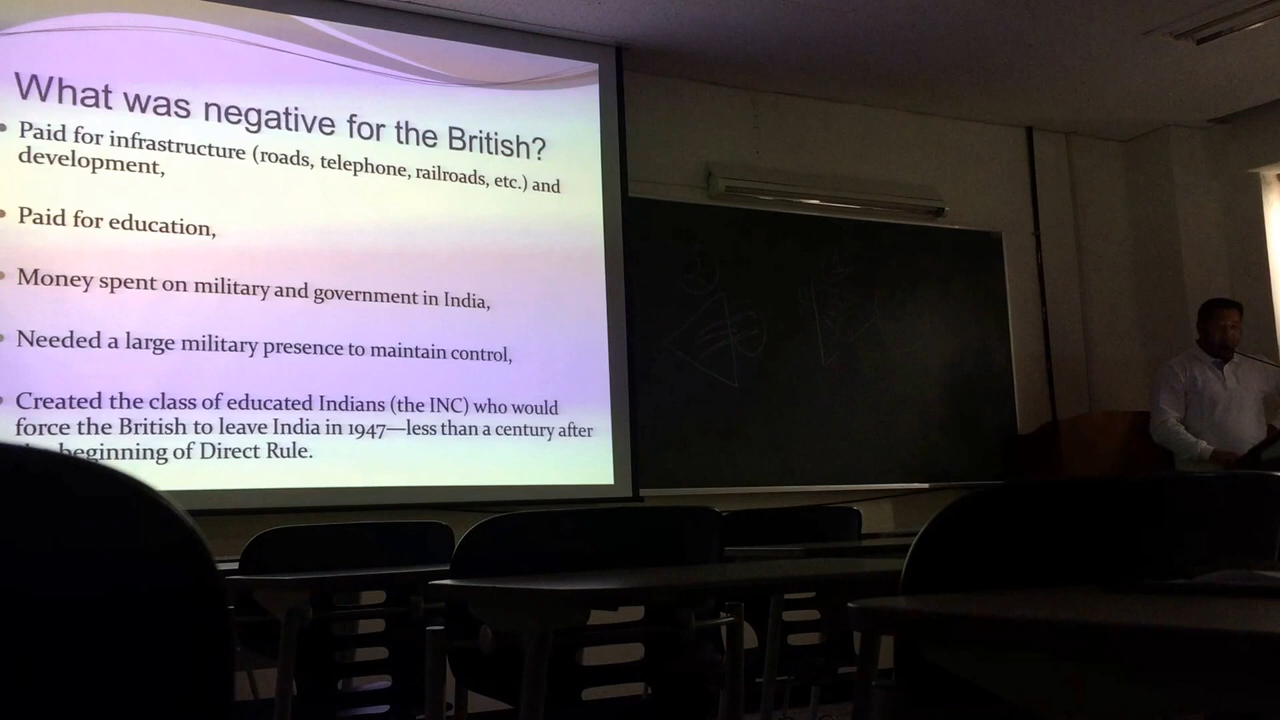 What was negative for the British?
Paid for infrastructure (roads, telephone, railroads, etc.) and
development,
Paid for education,
Money spent on military and government in India,
Needed a large military presence to maintain control,
Created the class of educated Indians (the INC) who would
force the British to leave India in 1947—less than a century after
beginning of Direct Rule.